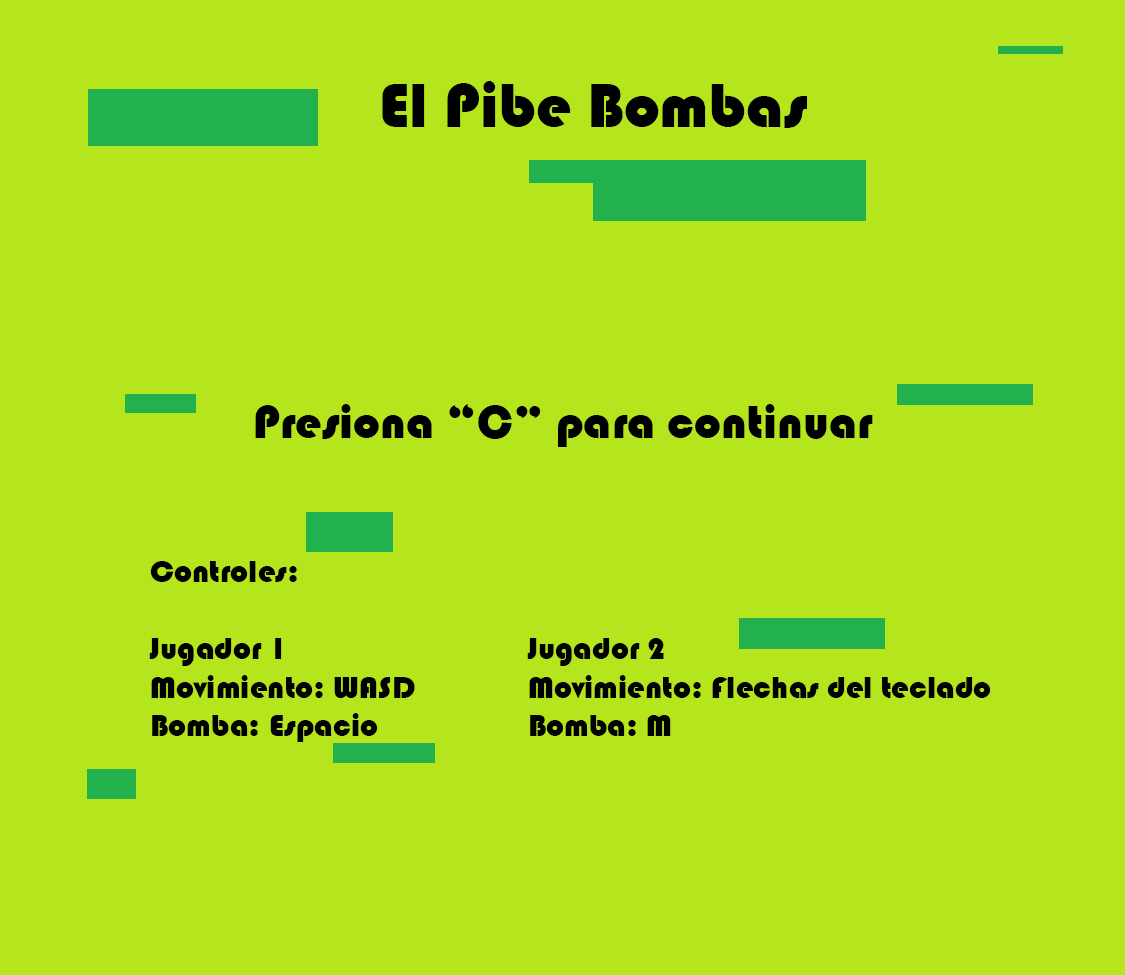 El Pibe Bombas
Presiona “C” para continuar
Controles:
Jugador 1
Movimiento: WASD
Bomba: Espacio
Jugador 2
Movimiento: Flechas del teclado
Bomba: M